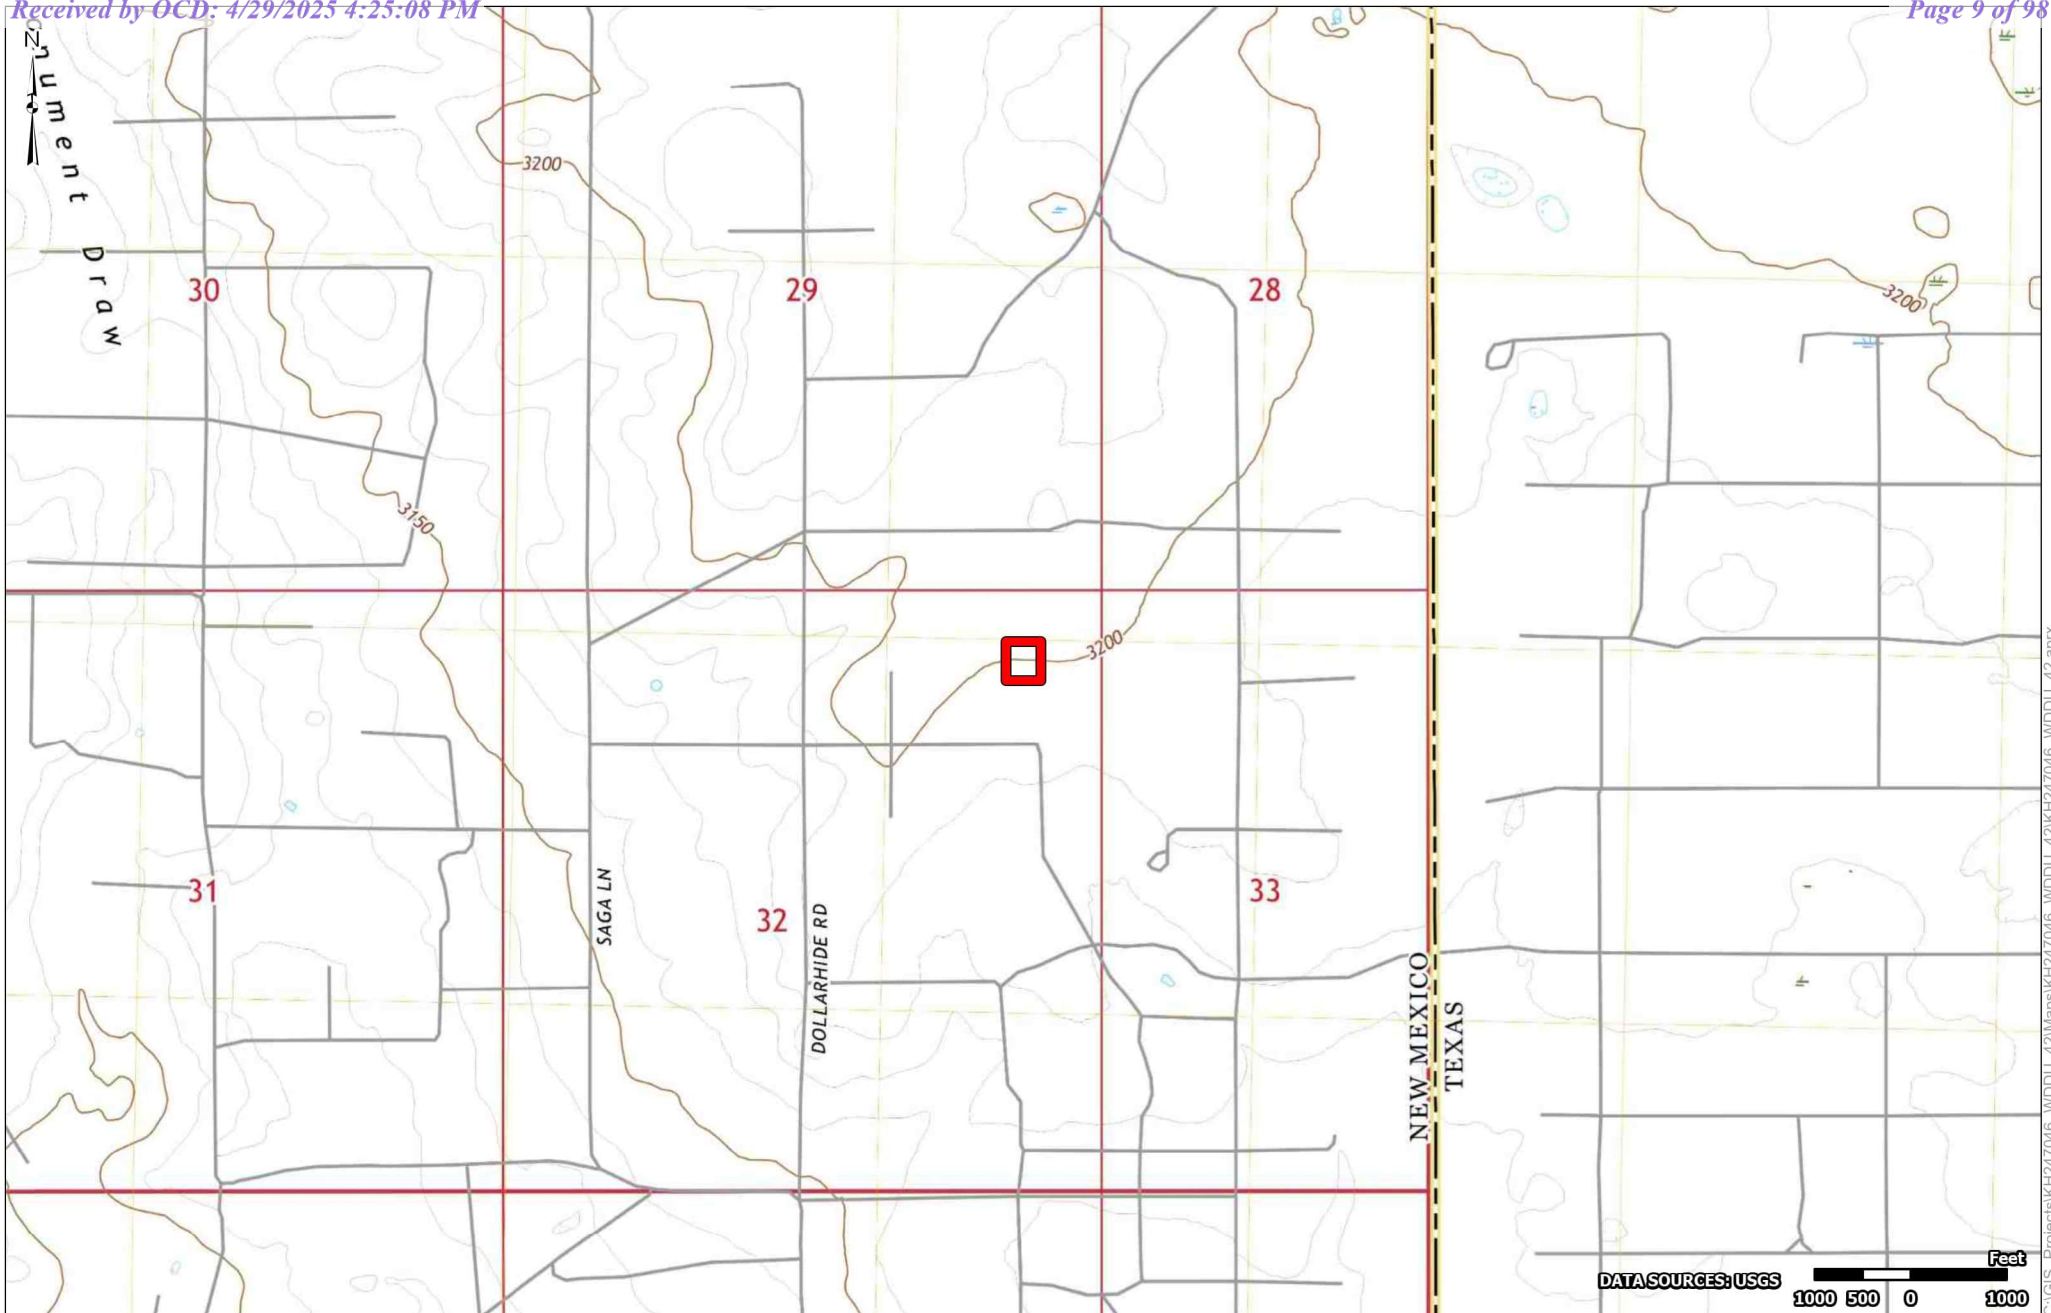 Received by OCD: 4/29/2025 4:25:08 PM
Page 9 of 98
N
nument Draw
3200
30
29
28
3200
3150
3200
31
SAGA LN
32
DOLLARHIDE RD
33
NEW MEXICO
TEXAS
Feet
DATA SOURCES: USGS
1000 500 0 1000